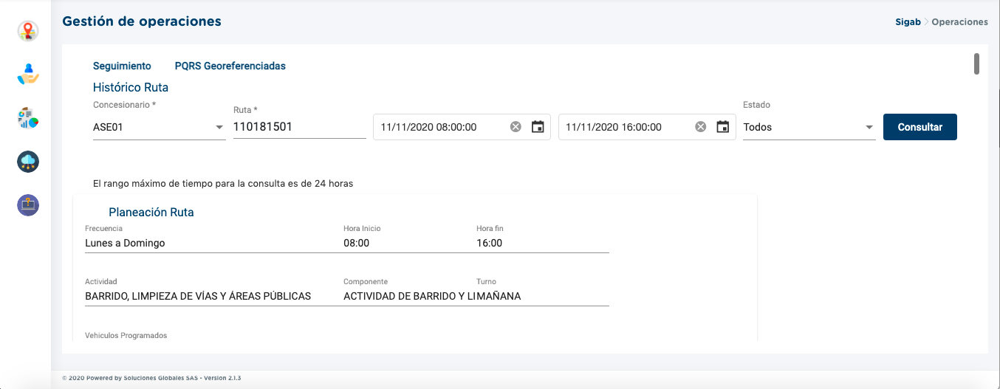 Gestión de operaciones
Sigab > Operaciones
Seguimiento PQRS Georeferenciadas
Histórico Ruta
Concesionario * Ruta * Estado
ASE01 110181501 11/11/2020 08:00:00 11/11/2020 16:00:00 Todos Consultar
El rango máximo de tiempo para la consulta es de 24 horas
Planeación Ruta
Frecuencia Hora Inicio Hora fin
Lunes a Domingo 08:00 16:00
Actividad Componente Turno
BARRIDO, LIMPIEZA DE VÍAS Y ÁREAS PÚBLICAS ACTIVIDAD DE BARRIDO Y LI MAÑANA
Vehiculos Programados
© 2020 Powered by Soluciones Globales SAS - Version 2.1.3